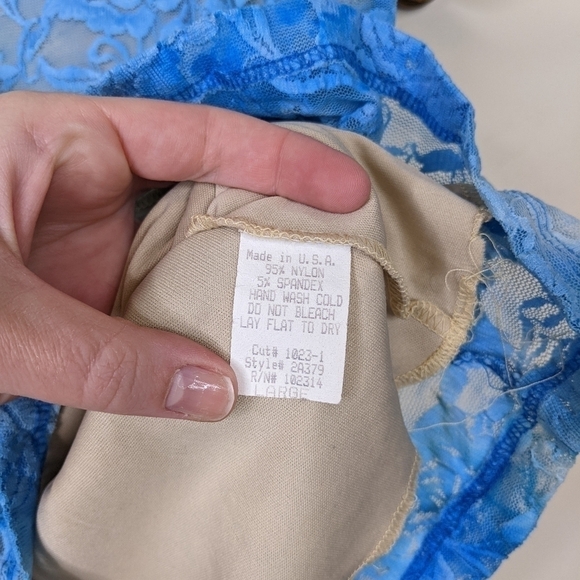 Made in U.S.A.
95% NYLON
5% SPANDEX
HAND WASH COLD
DO NOT BLEACH
LAY FLAT TO DRY
Cut# 1023-1
Style# 2A379
R/N# 102314
LARGE